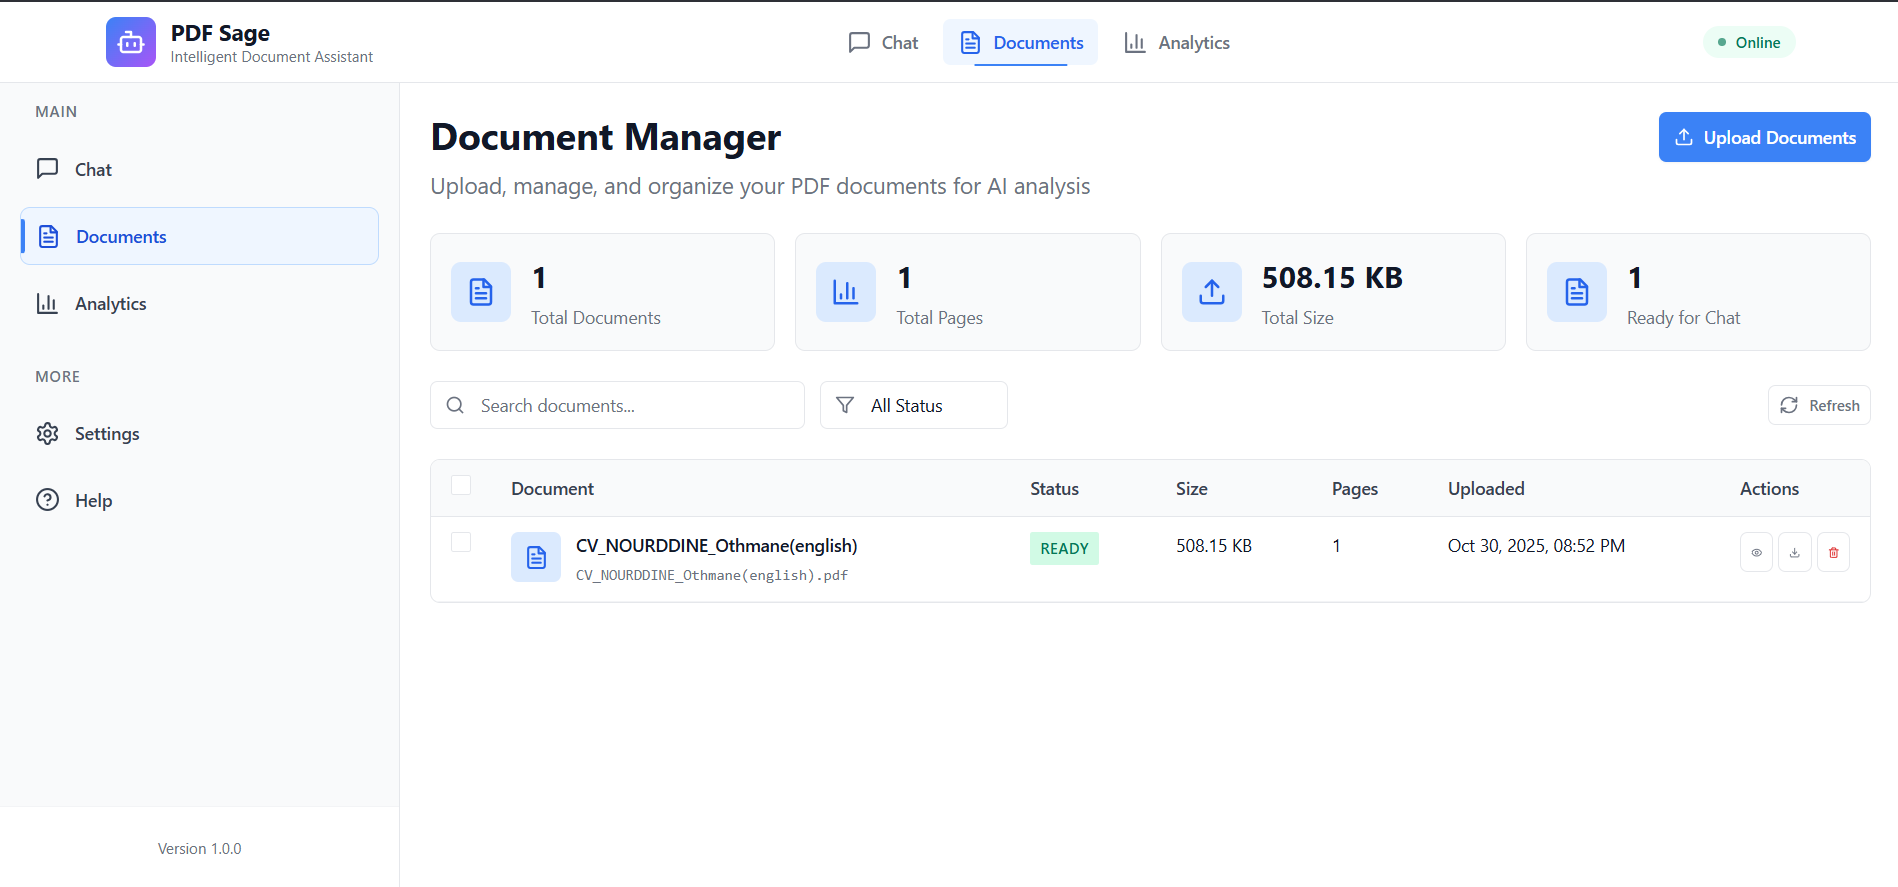 PDF Sage
Intelligent Document Assistant
Chat
Documents
Analytics
Online
MAIN
Chat
Documents
Analytics
MORE
Settings
Help
Version 1.0.0
Document Manager
Upload, manage, and organize your PDF documents for AI analysis
Upload Documents
1
Total Documents
1
Total Pages
508.15 KB
Total Size
1
Ready for Chat
Search documents...
All Status
Refresh
Document Status Size Pages Uploaded Actions
CV_NOURDDINE_Othmane(english) READY 508.15 KB 1 Oct 30, 2025, 08:52 PM
CV_NOURDDINE_Othmane(english).pdf